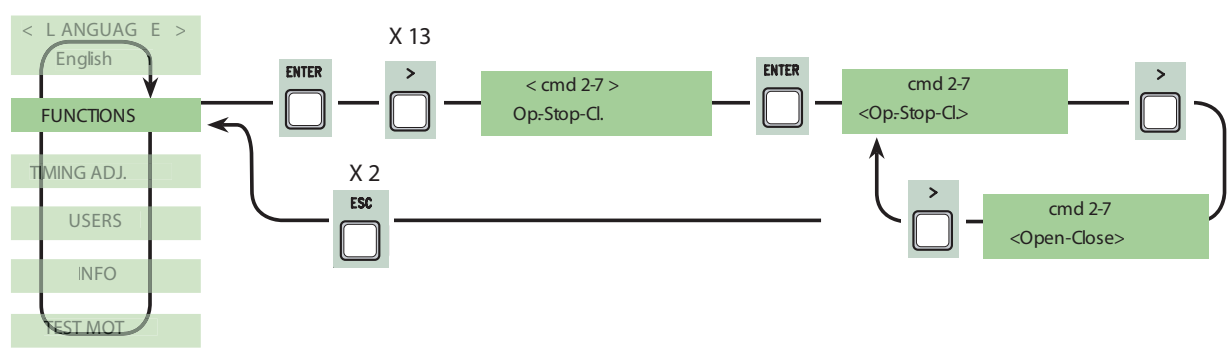 < L ANGUAG E >
English
FUNCTIONS
TIMING ADJ.
USERS
INFO
TEST MOT
ENTER
X 13
>
< cmd 2-7 >
Op.-Stop-Cl.
ENTER
cmd 2-7
<Op.-Stop-Cl.>
>
X 2
ESC
>
cmd 2-7
<Open-Close>